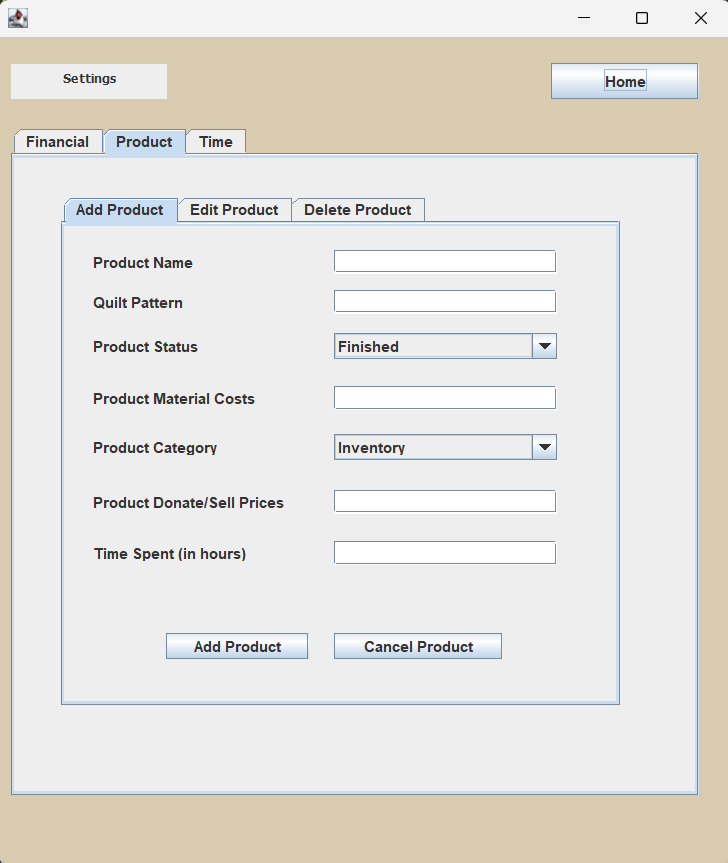 Settings
Home
Financial Product Time
Add Product Edit Product Delete Product
Product Name
Quilt Pattern
Product Status Finished
Product Material Costs
Product Category Inventory
Product Donate/Sell Prices
Time Spent (in hours)
Add Product Cancel Product